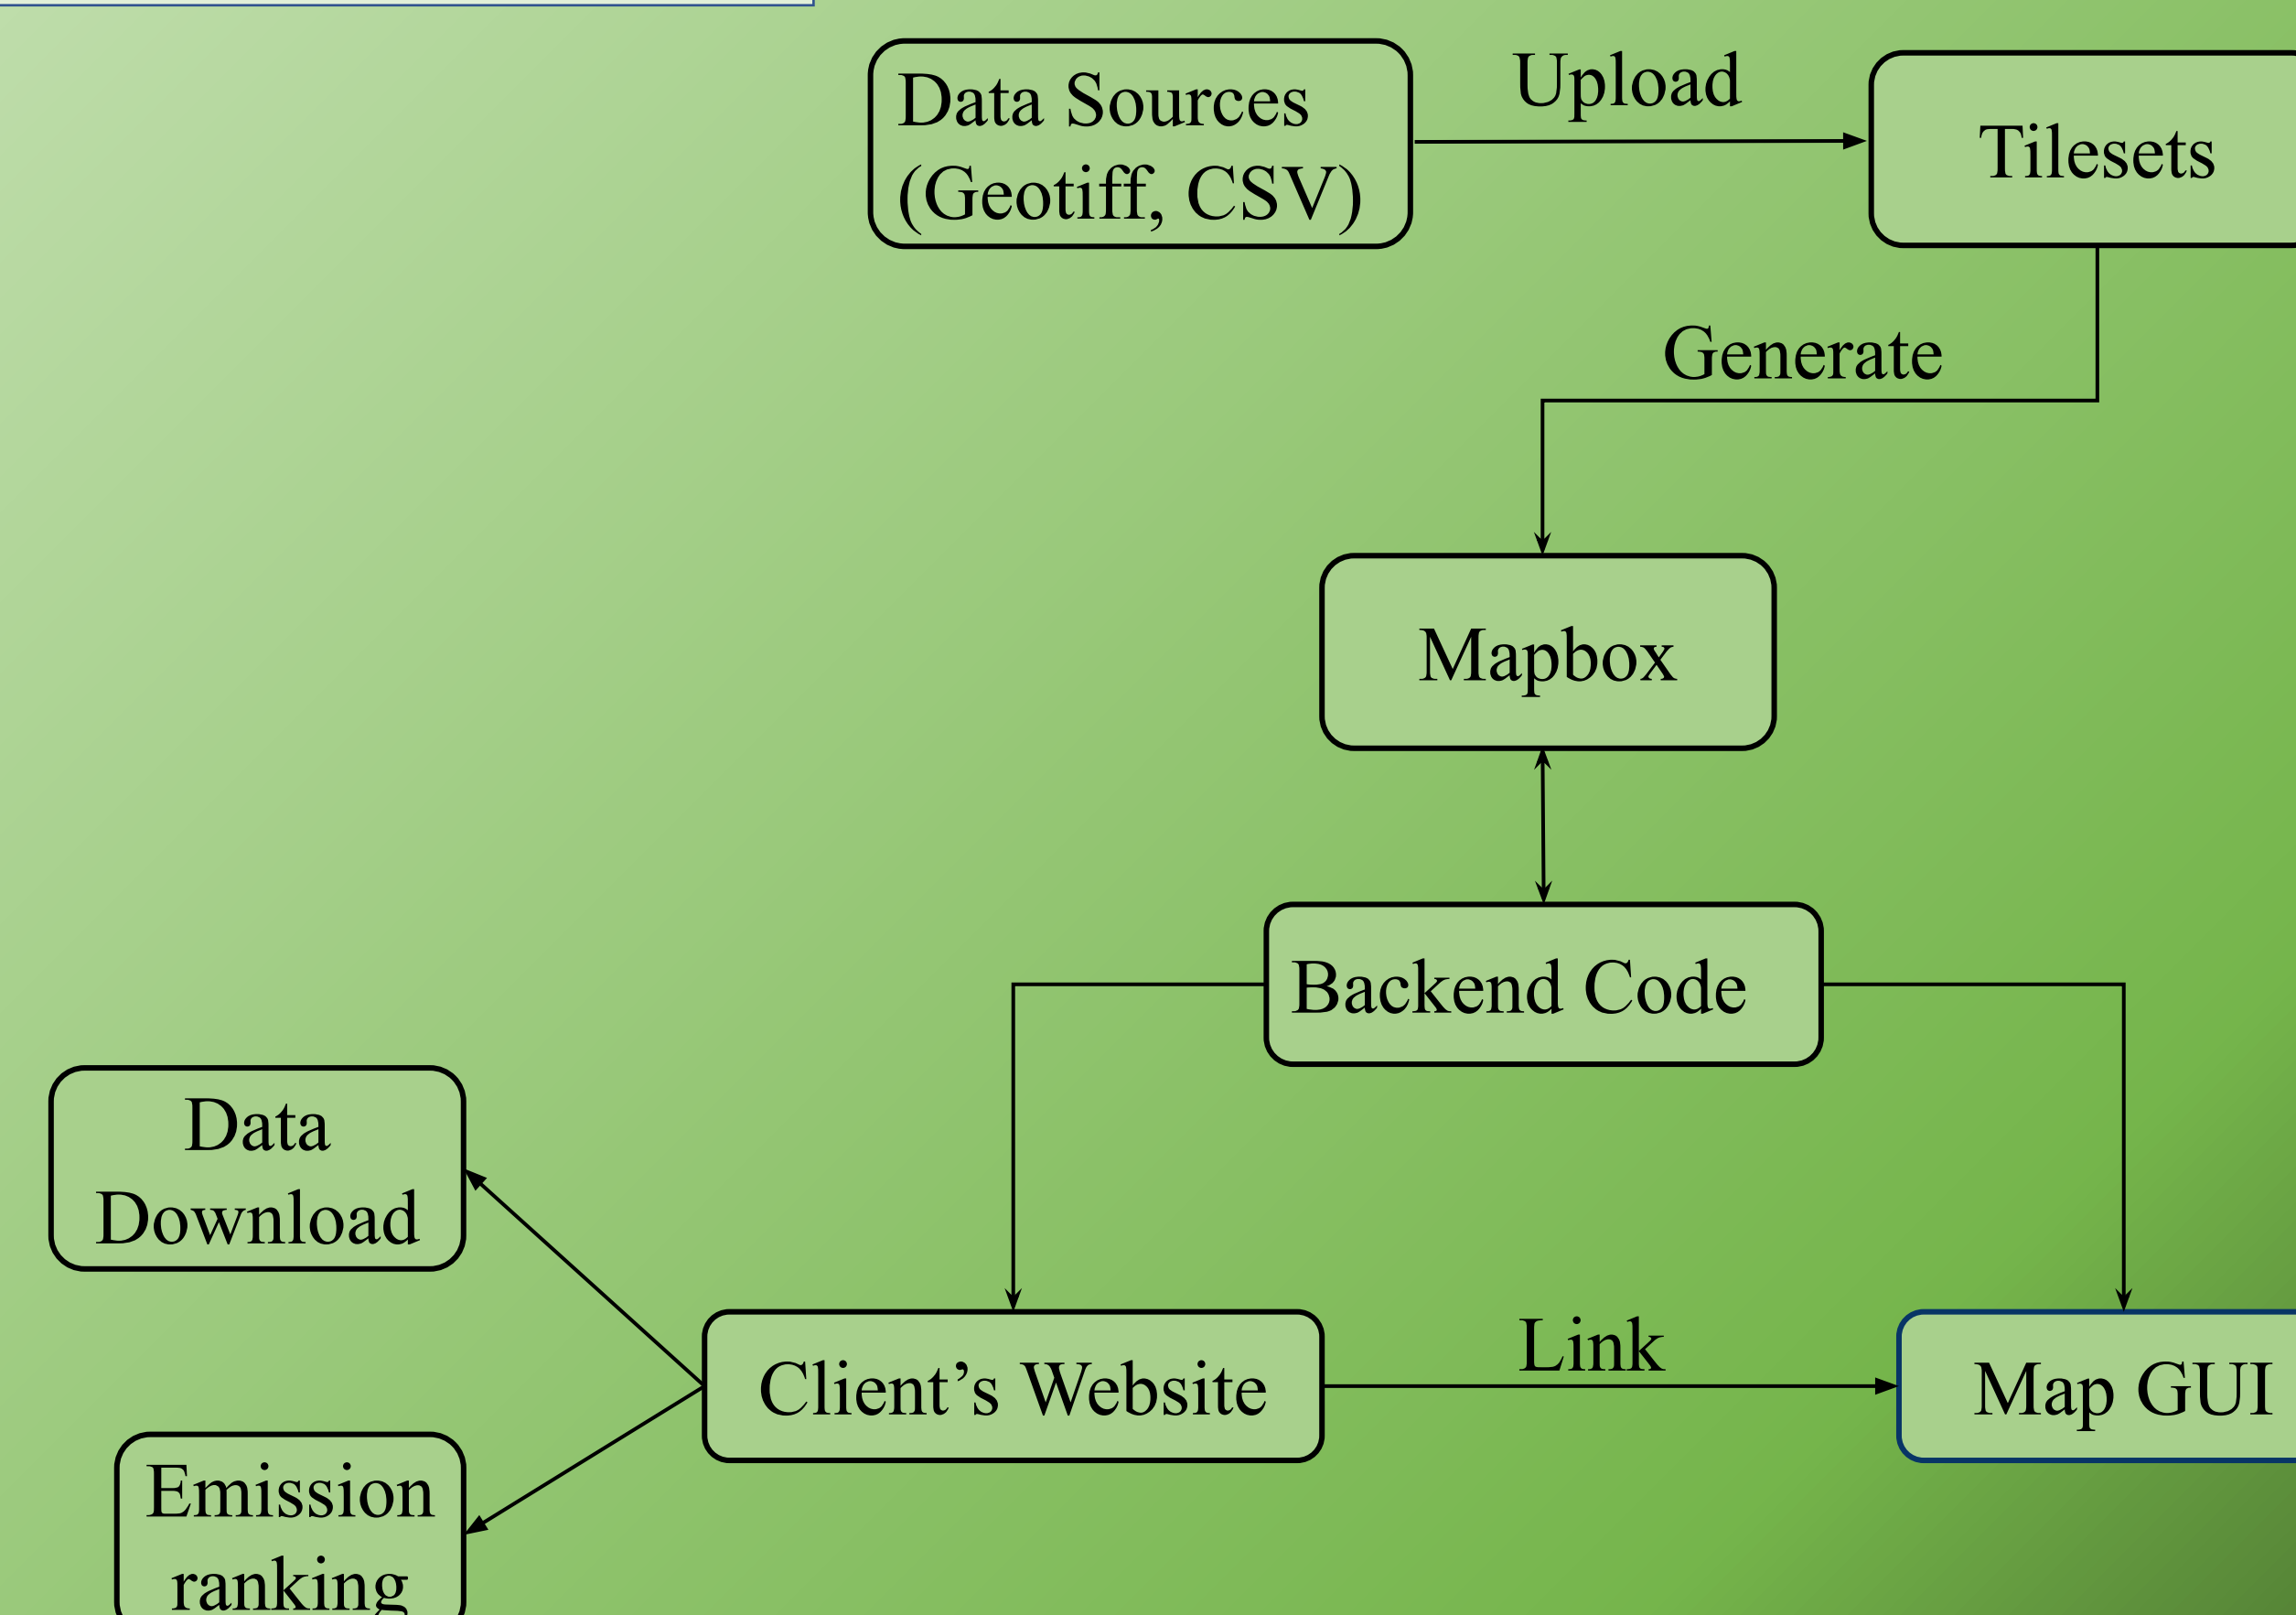 Data Sources
(Geotiff, CSV)
Upload
Tilesets
Generate
Mapbox
Backend Code
Data
Download
Client’s Website
Link
Map GUI
Emission
ranking